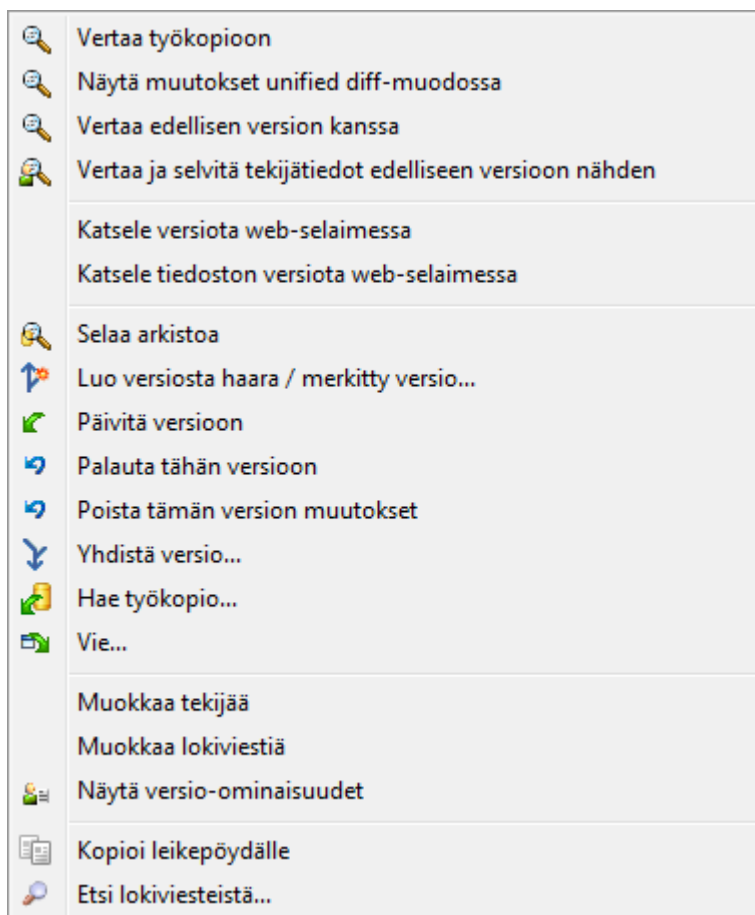 Vertaa työkopioon
Näytä muutokset unified diff-muodossa
Vertaa edellisen version kanssa
Vertaa ja selvitä tekijätiedot edelliseen versioon nähden
Katsele versiota web-selaimessa
Katsele tiedoston versiota web-selaimessa
Selaa arkistoa
Luo versiosta haara / merkitty versio...
Päivitä versioon
Palauta tähän versioon
Poista tämän version muutokset
Yhdistä versio...
Hae työkopio...
Vie...
Muokkaa tekijää
Muokkaa lokiviestiä
Näytä versio-ominaisuudet
Kopioi leikepöydälle
Etsi lokiviesteistä...